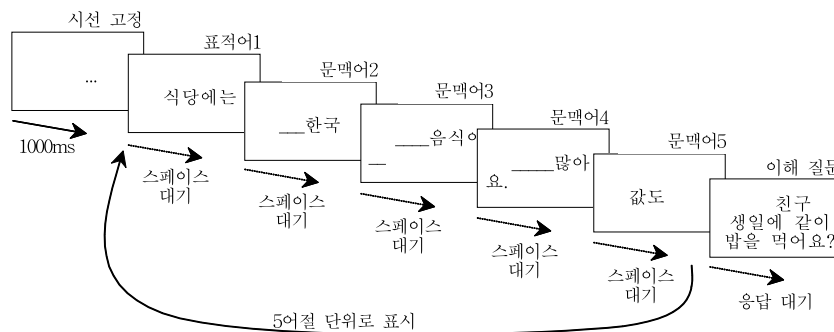 시선 고정
...
1000ms
표적어1
식당에는
스페이스
대기
문맥어2
___한국
스페이스
대기
문맥어3
____음식이
__
스페이스
대기
문맥어4
_____많아
요.
스페이스
대기
문맥어5
값도
스페이스
대기
이해 질문
친구
생일에 같이
밥을 먹어요?
응답 대기
5어절 단위로 표시